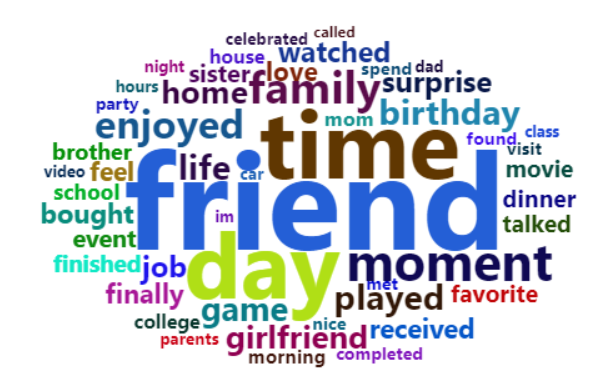 called
celebrated
house watched
night sister love spend dad
hours home family surprise
party mom birthday
enjoyed time found class
brother visit
video feel life car movie
school friend dinner
bought im talked
event
finished job day moment
finally met played favorite
game
college nice received
parents girlfriend
morning completed